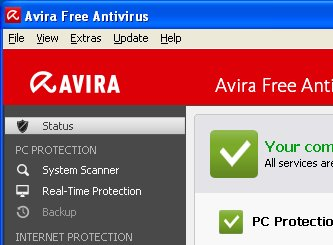 Avira Free Antivirus
File View Extras Update Help
AVIRA
Avira Free Anti
Status
Your com
All services are
PC PROTECTION
System Scanner
Real-Time Protection
Backup
PC Protectio
INTERNET PROTECTION